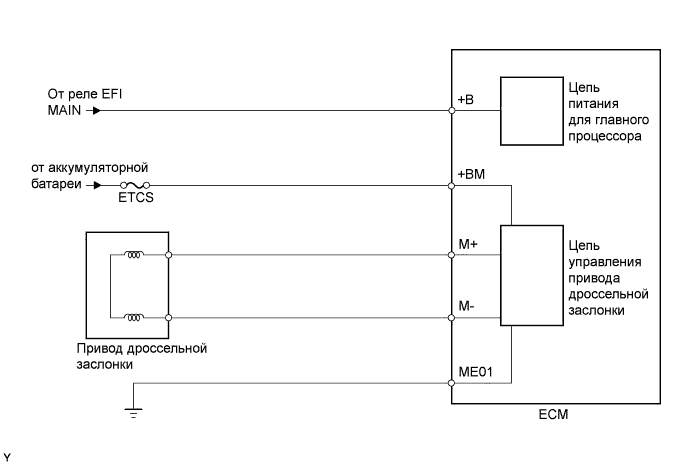 От реле EFI
MAIN
+B
Цепь
питания
для главного
процессора
от аккумуляторной
батареи
ETCS
+BM
M+
Цепь
управления
привода
дроссельной
заслонки
M-
Привод дроссельной
заслонки
ME01
ECM
Y